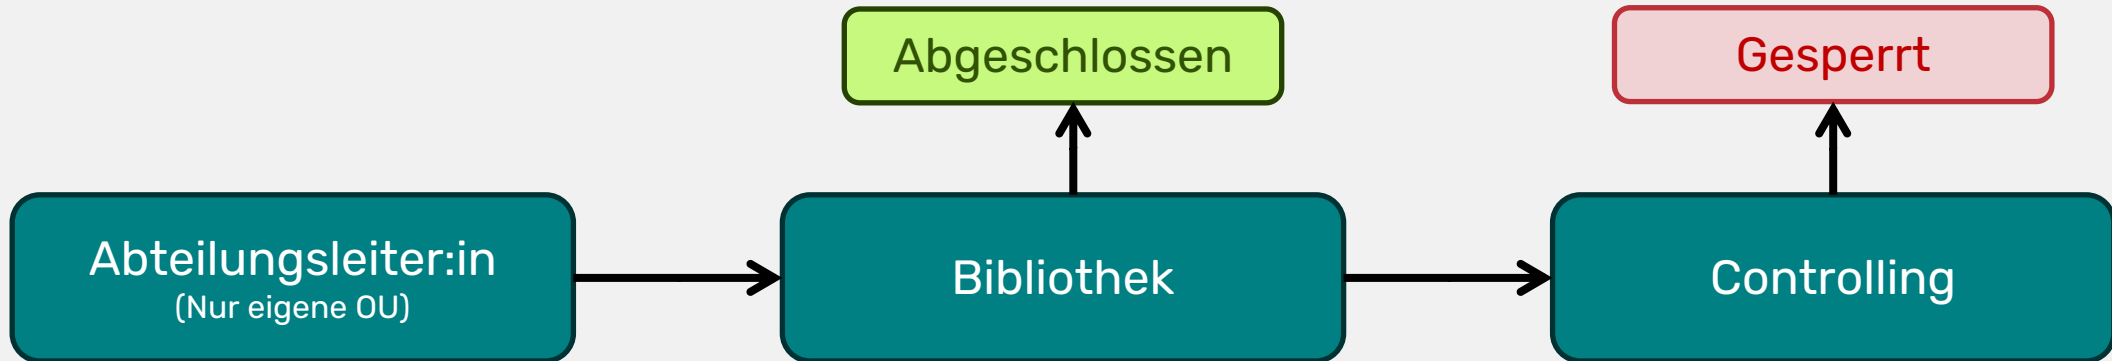 Abgeschlossen
Gesperrt
Abteilungsleiter:in
(Nur eigene OU)
Bibliothek
Controlling